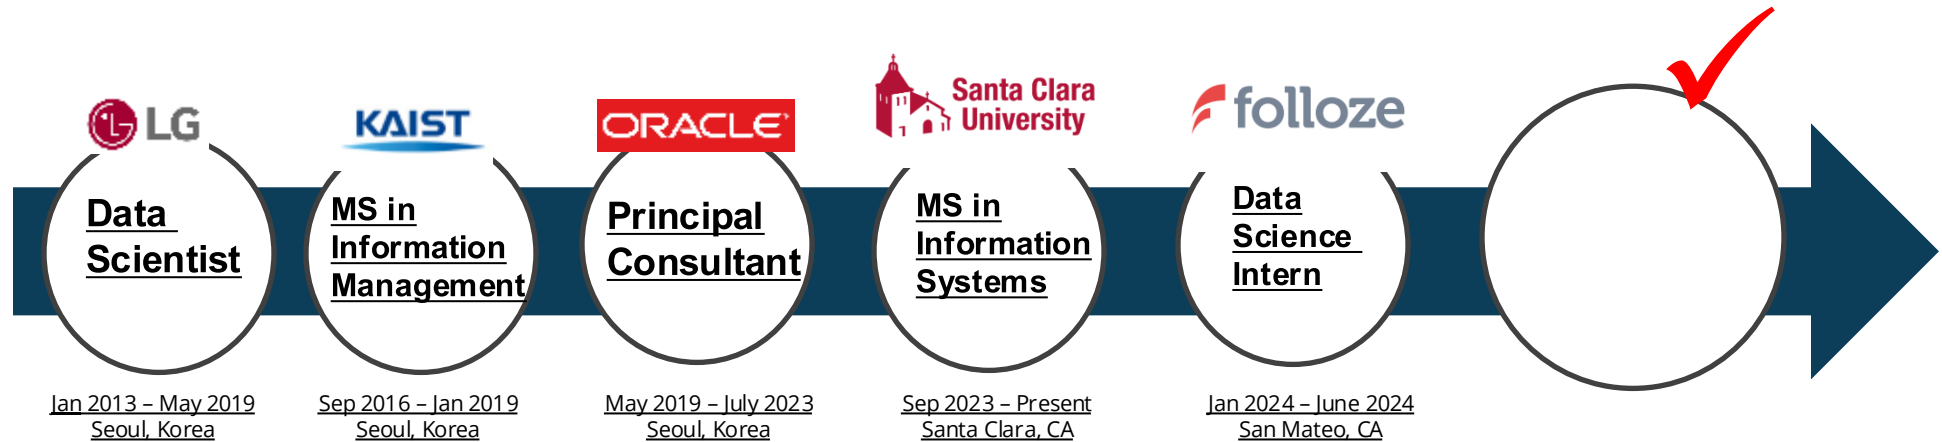 LG
Data
Scientist
Jan 2013 – May 2019
Seoul, Korea
KAIST
MS in
Information
Management
Sep 2016 – Jan 2019
Seoul, Korea
ORACLE
Principal
Consultant
May 2019 – July 2023
Seoul, Korea
Santa Clara
University
MS in
Information
Systems
Sep 2023 – Present
Santa Clara, CA
folloze
Data
Science
Intern
Jan 2024 – June 2024
San Mateo, CA